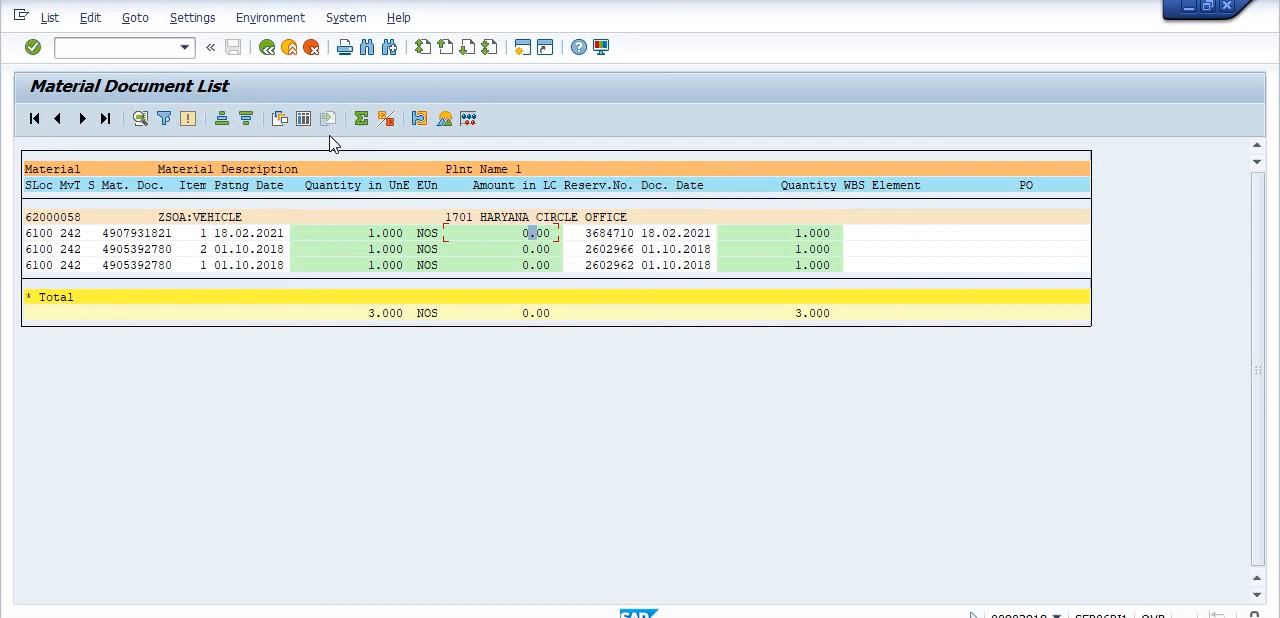 List Edit Goto Settings Environment System Help
Material Document List
Material Material Description Plnt Name 1
SLoc MvT S Mat. Doc. Item Pstng Date Quantity in UnE EUn Amount in LC Reserv.No. Doc. Date Quantity WBS Element PO
62000058 ZSOA:VEHICLE 1701 HARYANA CIRCLE OFFICE
6100 242 4907931821 1 18.02.2021 1.000 NOS 0.00 3684710 18.02.2021 1.000
6100 242 4905392780 2 01.10.2018 1.000 NOS 0.00 2602966 01.10.2018 1.000
6100 242 4905392780 1 01.10.2018 1.000 NOS 0.00 2602962 01.10.2018 1.000
* Total
3.000 NOS 0.00 3.000
SAP